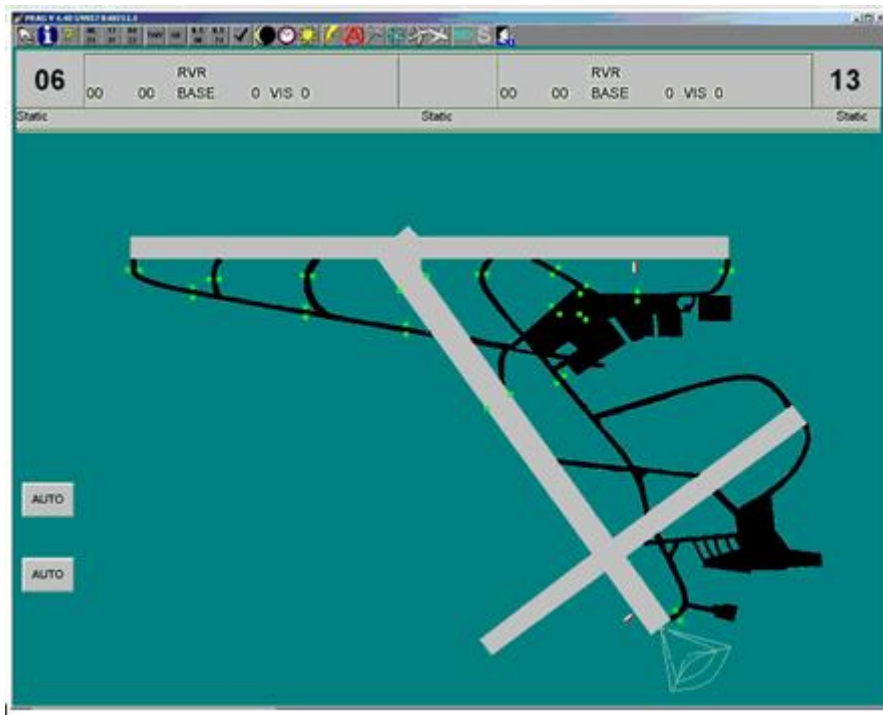 06
RVR
00 00 BASE 0 VIS 0
RVR
00 00 BASE 0 VIS 0
13
Static Static Static
AUTO
AUTO